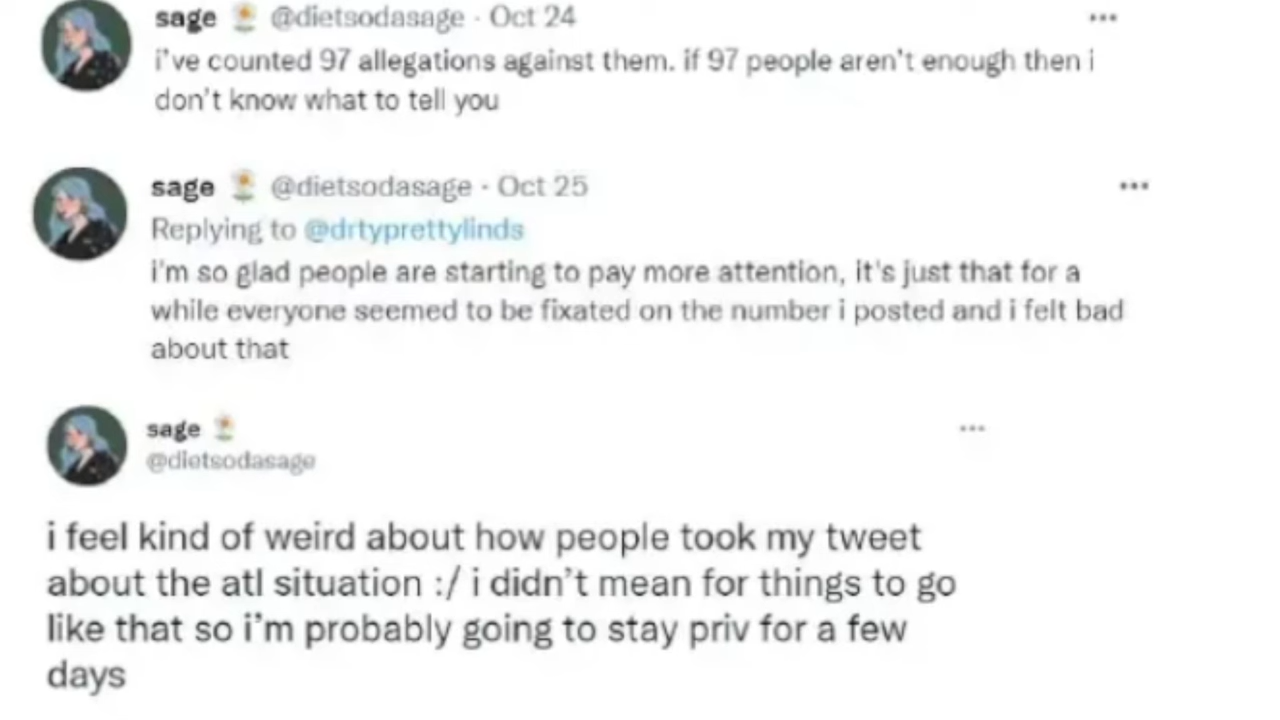 sage @dietsodasage · Oct 24
i've counted 97 allegations against them. if 97 people aren't enough then i
don't know what to tell you
sage @dietsodasage · Oct 25
Replying to @drtyprettylinds
i'm so glad people are starting to pay more attention, it's just that for a
while everyone seemed to be fixated on the number i posted and i felt bad
about that
sage
@dietsodasage
i feel kind of weird about how people took my tweet
about the atl situation :/ i didn't mean for things to go
like that so i'm probably going to stay priv for a few
days